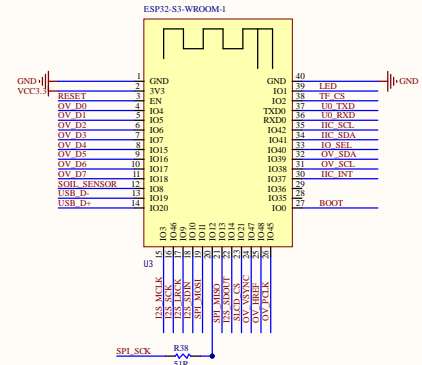 ESP32-S3-WROOM-1
GND 1 GND GND 40 GND
VCC3.3 2 3V3 IO1 39 LED
RESET 3 EN IO2 38 TF_CS
OV_D0 4 IO4 TXD0 37 U0_TXD
OV_D1 5 IO5 RXD0 36 U0_RXD
OV_D2 6 IO6 IO42 35 IIC_SCL
OV_D3 7 IO7 IO41 34 IIC_SDA
OV_D4 8 IO15 IO40 33 IO_SEL
OV_D5 9 IO16 IO39 32 OV_SDA
OV_D6 10 IO17 IO38 31 OV_SCL
OV_D7 11 IO18 IO37 30 IIC_INT
SOIL_SENSOR 12 IO8 IO36 29
USB_D- 13 IO19 IO35 28
USB_D+ 14 IO20 IO0 27 BOOT
IO3 IO46 IO9 IO10 IO11 IO12 IO13 IO14 IO21 IO47 IO48 IO45
15 16 17 18 19 20 21 22 23 24 25 26
U3
I2S_MCLK
I2S_SCK
I2S_LRCK
I2S_SDIN
SPI_MOSI
SPI_MISO
I2S_SDOUT
SLCD_CS
OV_VSYNC
OV_HREF
OV_PCLK
R38
SPI_SCK
51R